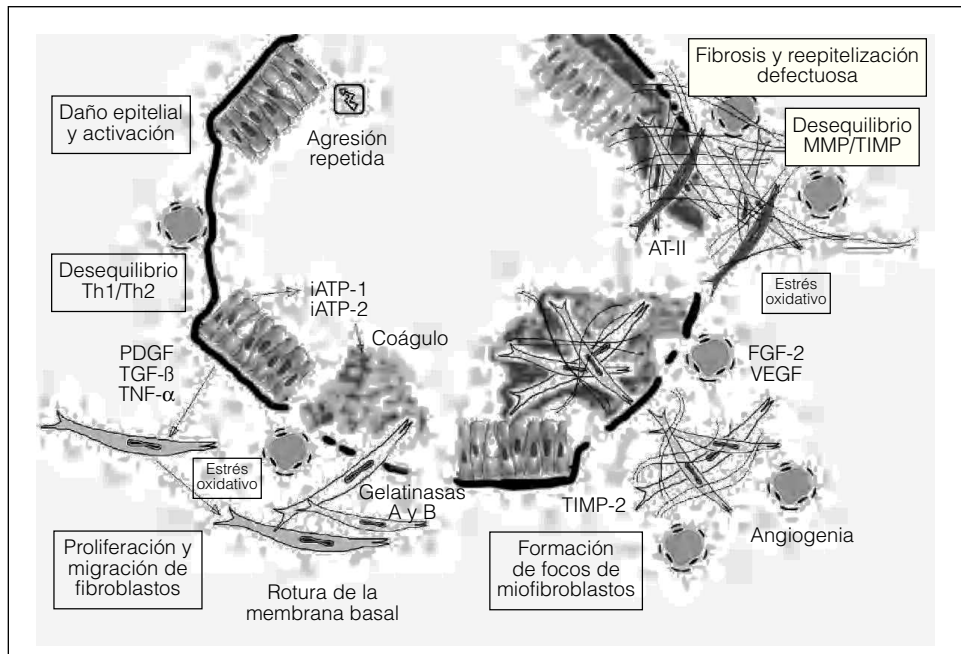 Daño epitelial
y activación
Agresión
repetida
Desequilibrio
Th1/Th2
iATP-1
iATP-2
Coágulo
PDGF
TGF-ß
TNF-α
Estrés
oxidativo
Gelatinasas
A y B
Proliferación y
migración de
fibroblastos
Rotura de la
membrana basal
Fibrosis y reepitelización
defectuosa
Desequilibrio
MMP/TIMP
AT-II
Estrés
oxidativo
FGF-2
VEGF
TIMP-2
Angiogenia
Formación
de focos de
miofibroblastos